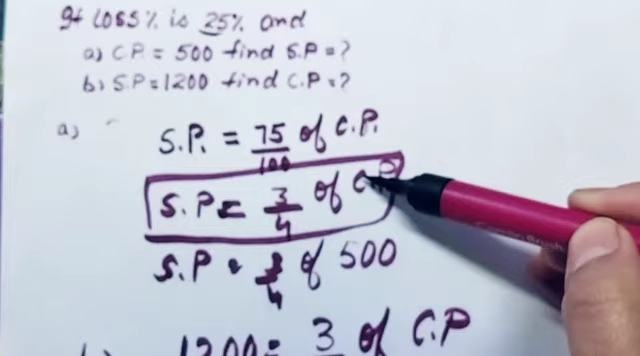 If loss% is 25% and
a) C.P = 500 find S.P = ?
b) S.P = 1200 find C.P = ?
a) S.P. = 75/100 of C.P.
S.P = 3/4 of C.P
S.P = 3/4 of 500
b) 1200 = 3 of C.P